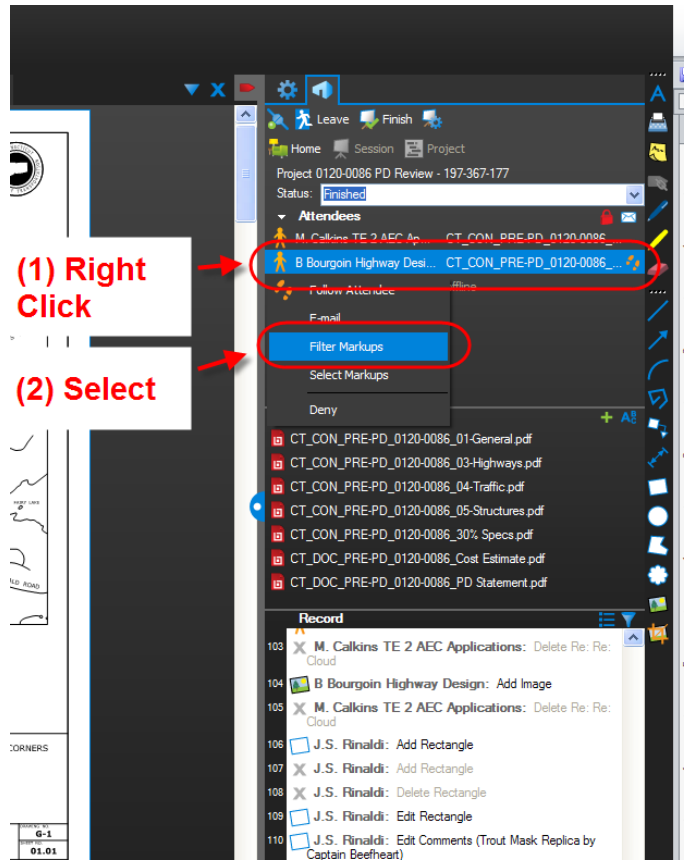 Leave Finish
Home Session Project
Project 0120-0086 PD Review - 197-367-177
Status: Finished
Attendees
M. Calkins TE 2 AEC Ap... CT_CON_PRE-PD_0120-0086_...
B Bourgoin Highway Desi... CT_CON_PRE-PD_0120-0086_...
(1) Right
Click
Follow Attendee
offline
E-mail
Filter Markups
(2) Select
Select Markups
Deny
CT_CON_PRE-PD_0120-0086_01-General.pdf
CT_CON_PRE-PD_0120-0086_03-Highways.pdf
CT_CON_PRE-PD_0120-0086_04-Traffic.pdf
CT_CON_PRE-PD_0120-0086_05-Structures.pdf
CT_CON_PRE-PD_0120-0086_30% Specs.pdf
CT_DOC_PRE-PD_0120-0086_Cost Estimate.pdf
CT_DOC_PRE-PD_0120-0086_PD Statement.pdf
Record
103 M. Calkins TE 2 AEC Applications: Delete Re: Re:
Cloud
104 B Bourgoin Highway Design: Add Image
105 M. Calkins TE 2 AEC Applications: Delete Re: Re:
Cloud
106 J.S. Rinaldi: Add Rectangle
107 J.S. Rinaldi: Add Rectangle
108 J.S. Rinaldi: Delete Rectangle
109 J.S. Rinaldi: Edit Rectangle
110 J.S. Rinaldi: Edit Comments (Trout Mask Replica by
Captain Beefheart)
ROAD
CORNERS
DRAWING NO.
G-1
SHEET NO.
01.01